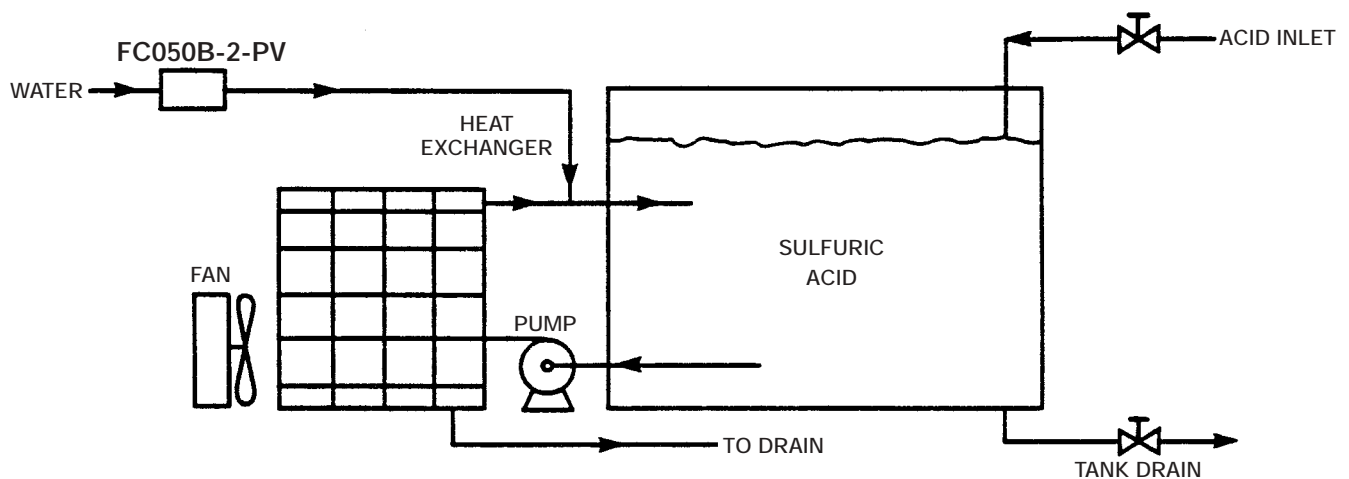 FC050B-2-PV
WATER
ACID INLET
HEAT
EXCHANGER
SULFURIC
ACID
FAN
PUMP
TO DRAIN
TANK DRAIN